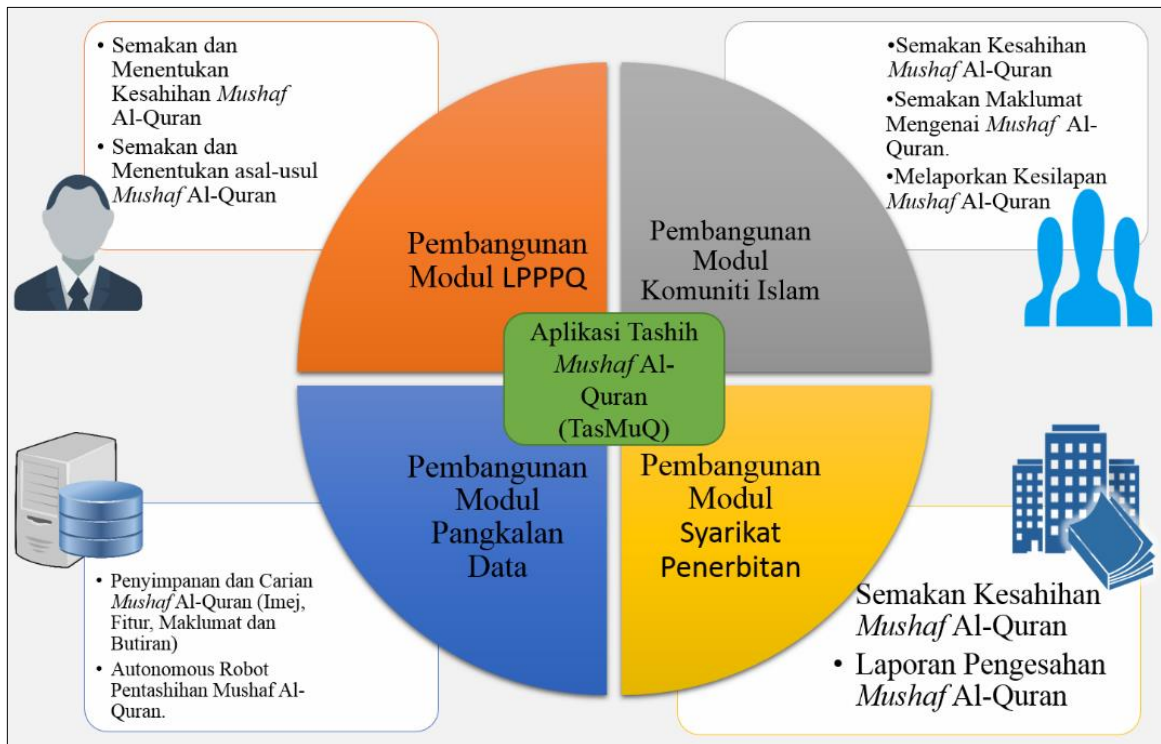 • Semakan dan
Menentukan
Kesahihan Mushaf
Al-Quran
• Semakan dan
Menentukan asal-usul
Mushaf Al-Quran
•Semakan Kesahihan
Mushaf Al-Quran
•Semakan Maklumat
Mengenai Mushaf Al-
Quran.
•Melaporkan Kesilapan
Mushaf Al-Quran
Pembangunan
Modul LPPPQ
Pembangunan
Modul
Komuniti Islam
Aplikasi Tashih
Mushaf Al-
Quran
(TasMuQ)
Pembangunan
Modul
Pangkalan
Data
Pembangunan
Modul
Syarikat
Penerbitan
• Penyimpanan dan Carian
Mushaf Al-Quran (Imej,
Fitur, Maklumat dan
Butiran)
• Autonomous Robot
Pentashihan Mushaf Al-
Quran.
Semakan Kesahihan
Mushaf Al-Quran
• Laporan Pengesahan
Mushaf Al-Quran